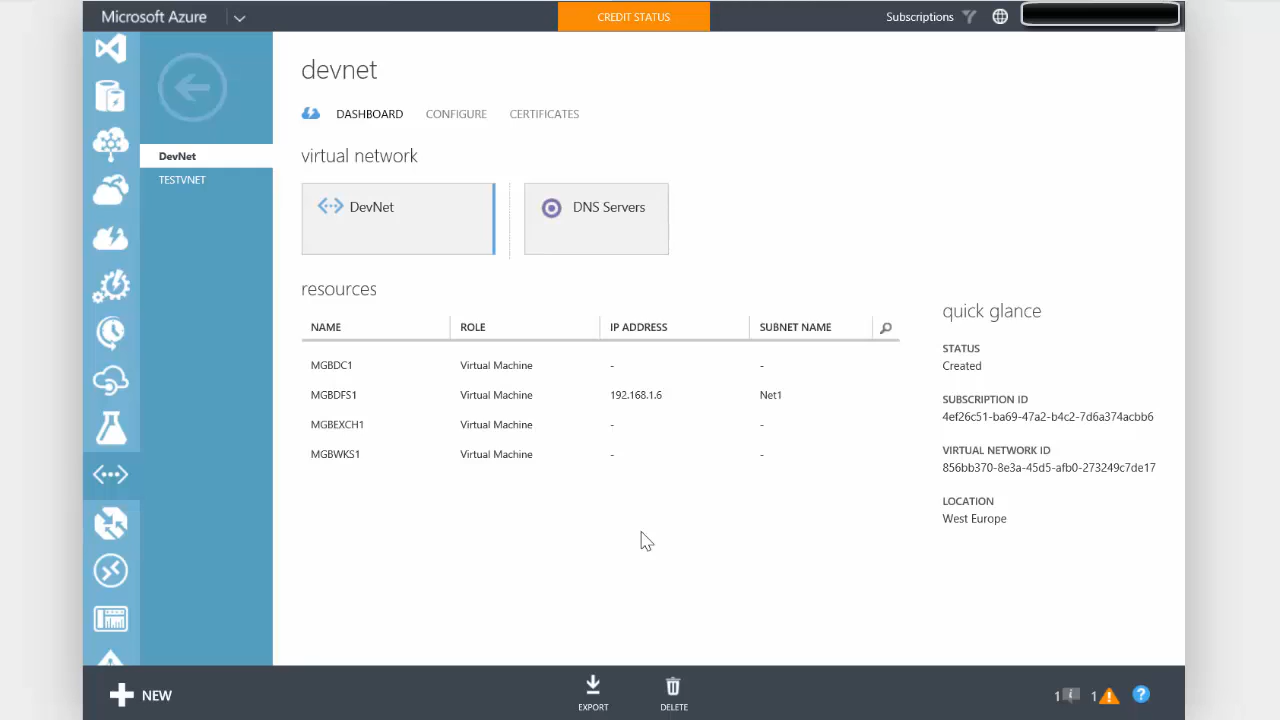 Microsoft Azure
CREDIT STATUS
Subscriptions
DevNet
TESTVNET
devnet
DASHBOARD CONFIGURE CERTIFICATES
virtual network
DevNet
DNS Servers
resources
NAME ROLE IP ADDRESS SUBNET NAME
MGBDC1 Virtual Machine - -
MGBDFS1 Virtual Machine 192.168.1.6 Net1
MGBEXCH1 Virtual Machine - -
MGBWKS1 Virtual Machine - -
quick glance
STATUS
Created
SUBSCRIPTION ID
4ef26c51-ba69-47a2-b4c2-7d6a374acbb6
VIRTUAL NETWORK ID
856bb370-8e3a-45d5-afb0-273249c7de17
LOCATION
West Europe
NEW
EXPORT
DELETE
1 i 1 ! ?